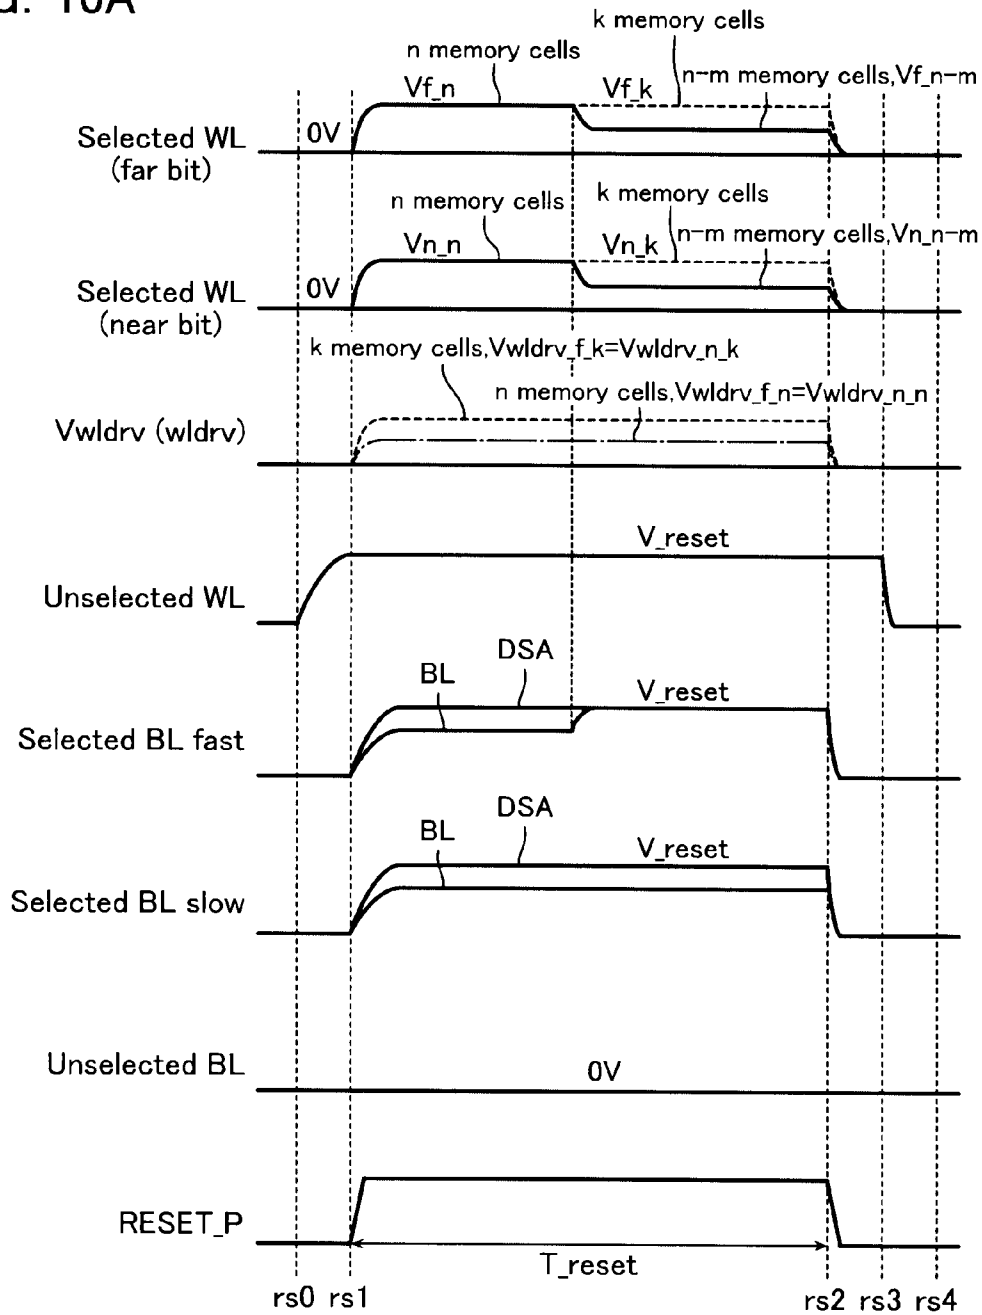 10A
k memory cells
n memory cells
Vf_n
Vf_k
n-m memory cells,Vf_n-m
Selected WL
(far bit)
0V
k memory cells
n memory cells
Vn_n
Vn_k
n-m memory cells,Vn_n-m
Selected WL
(near bit)
0V
k memory cells,Vwldrv_f_k=Vwldrv_n_k
n memory cells,Vwldrv_f_n=Vwldrv_n_n
Vwldrv (wldrv)
V_reset
Unselected WL
DSA
BL
V_reset
Selected BL fast
DSA
BL
V_reset
Selected BL slow
Unselected BL
0V
RESET_P
T_reset
rs0 rs1 rs2 rs3 rs4